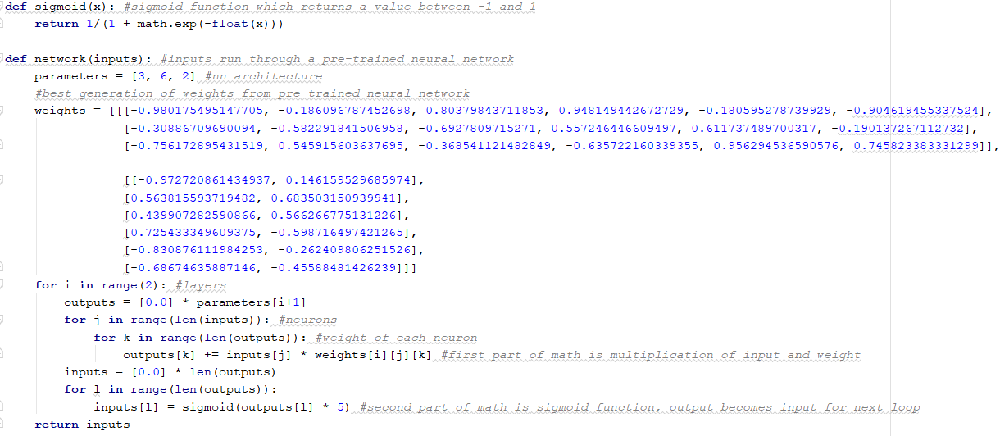 def sigmoid(x): #sigmoid function which returns a value between -1 and 1
    return 1/(1 + math.exp(-float(x)))
def network(inputs): #inputs run through a pre-trained neural network
    parameters = [3, 6, 2] #nn architecture
    #best generation of weights from pre-trained neural network
    weights = [[[-0.980175495147705, -0.186096787452698, 0.80379843711853, 0.948149442672729, -0.180595278739929, -0.904619455337524],
                [-0.30886709690094, -0.582291841506958, -0.6927809715271, 0.557246446609497, 0.611737489700317, -0.190137267112732],
                [-0.756172895431519, 0.545915603637695, -0.368541121482849, -0.635722160339355, 0.956294536590576, 0.745823383331299]],
                [[-0.972720861434937, 0.146159529685974],
                [0.563815593719482, 0.683503150939941],
                [0.439907282590866, 0.566266775131226],
                [0.725433349609375, -0.598716497421265],
                [-0.830876111984253, -0.262409806251526],
                [-0.68674635887146, -0.45588481426239]]]
    for i in range(2): #layers
        outputs = [0.0] * parameters[i+1]
        for j in range(len(inputs)): #neurons
            for k in range(len(outputs)): #weight of each neuron
                outputs[k] += inputs[j] * weights[i][j][k] #first part of math is multiplication of input and weight
        inputs = [0.0] * len(outputs)
        for l in range(len(outputs)):
            inputs[l] = sigmoid(outputs[l] * 5) #second part of math is sigmoid function, output becomes input for next loop
    return inputs